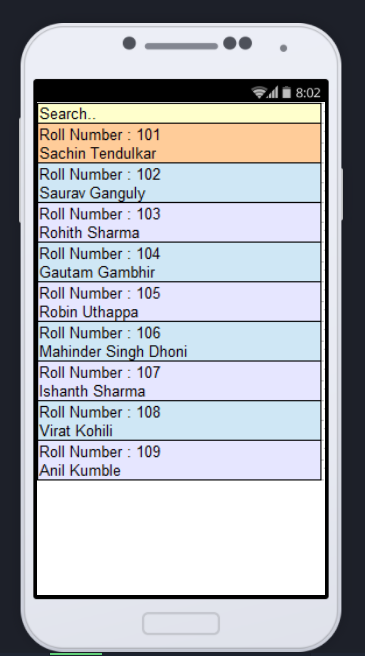 8:02
Search..
Roll Number : 101
Sachin Tendulkar
Roll Number : 102
Saurav Ganguly
Roll Number : 103
Rohith Sharma
Roll Number : 104
Gautam Gambhir
Roll Number : 105
Robin Uthappa
Roll Number : 106
Mahinder Singh Dhoni
Roll Number : 107
Ishanth Sharma
Roll Number : 108
Virat Kohili
Roll Number : 109
Anil Kumble